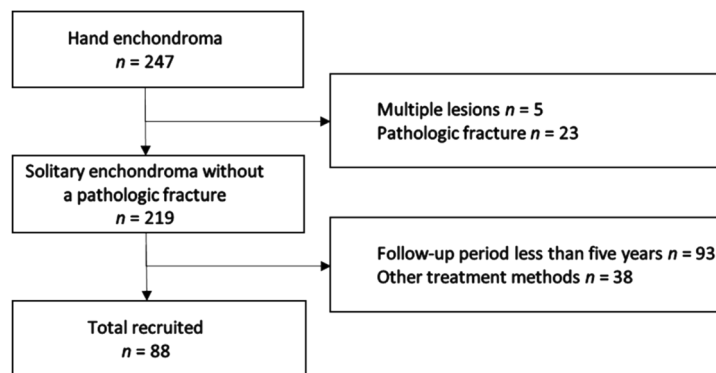 Hand enchondroma
n = 247
Multiple lesions n = 5
Pathologic fracture n = 23
Solitary enchondroma without
a pathologic fracture
n = 219
Follow-up period less than five years n = 93
Other treatment methods n = 38
Total recruited
n = 88